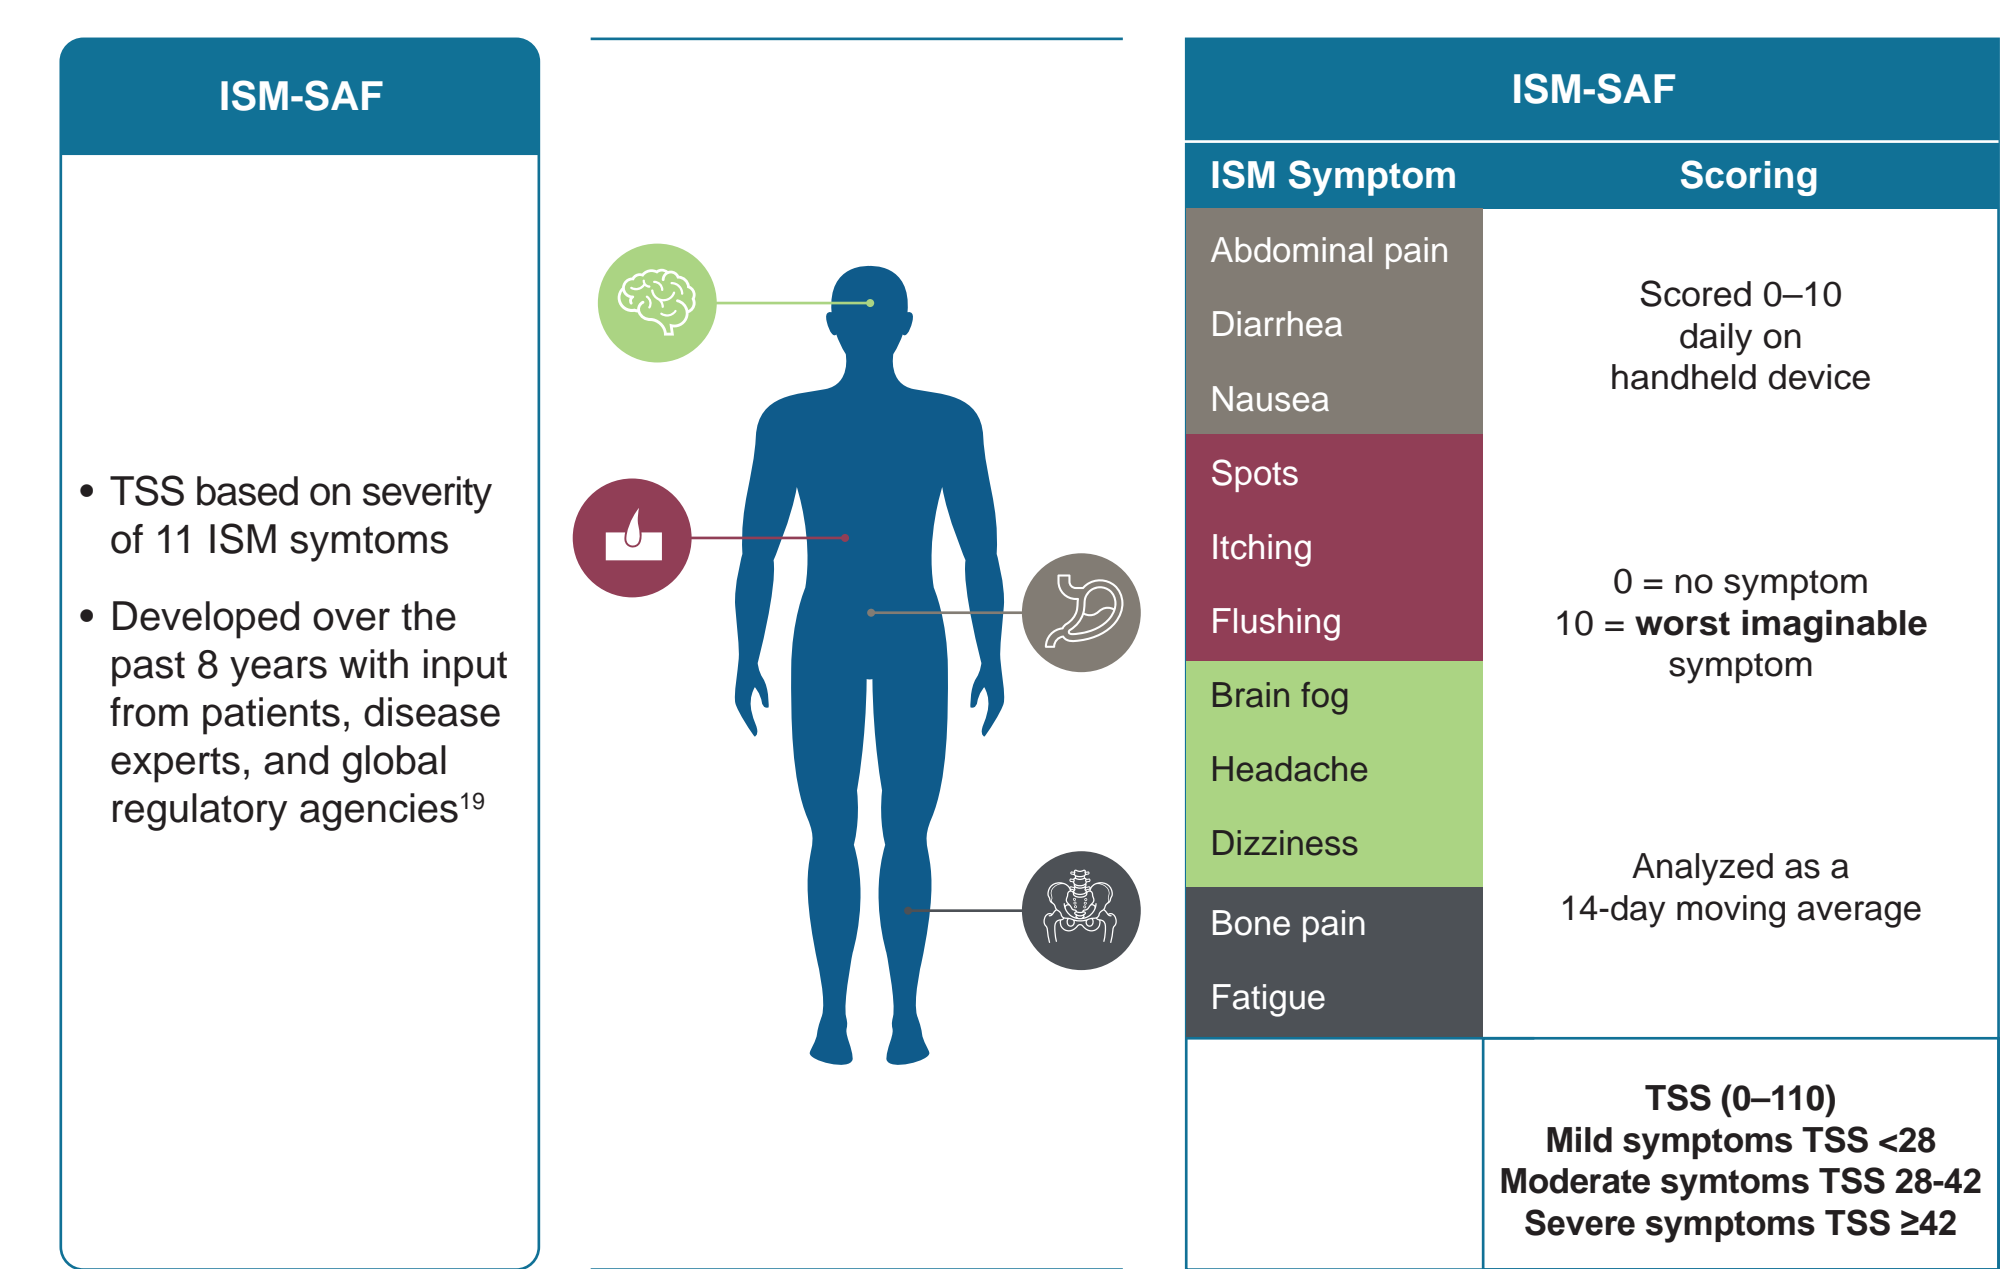 ISM-SAF
• TSS based on severity
of 11 ISM symtoms
• Developed over the
past 8 years with input
from patients, disease
experts, and global
regulatory agencies19
ISM-SAF
ISM Symptom
Scoring
Abdominal pain
Diarrhea
Nausea
Spots
Itching
Flushing
Brain fog
Headache
Dizziness
Bone pain
Fatigue
Scored 0–10
daily on
handheld device
0 = no symptom
10 = worst imaginable
symptom
Analyzed as a
14-day moving average
TSS (0–110)
Mild symptoms TSS <28
Moderate symtoms TSS 28-42
Severe symptoms TSS ≥42